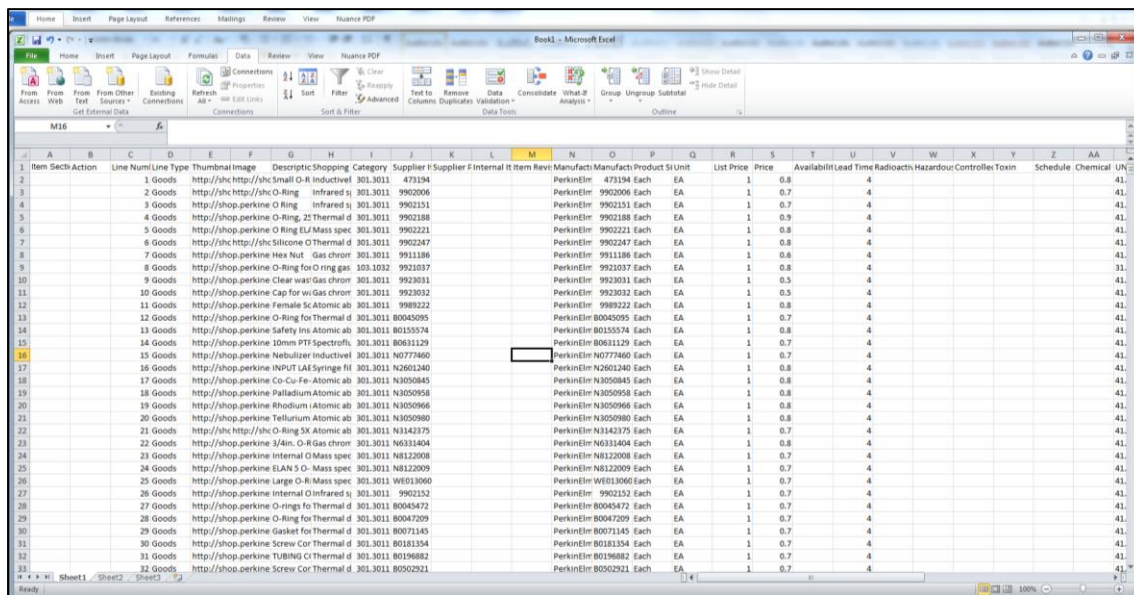 Home Insert Page Layout References Mailings Review View Nuance PDF
Book1 - Microsoft Excel
File Home Insert Page Layout Formulas Data Review View Nuance PDF
From Access From Web From Text From Other Sources Existing Connections Refresh All Connections Properties Edit Links Sort Filter Clear Reapply Advanced Text to Columns Remove Duplicates Data Validation Consolidate What-If Analysis Group Ungroup Subtotal Show Detail Hide Detail
Get External Data Connections Sort & Filter Data Tools Outline
M16 fx
A B C D E F G H I J K L M N O P Q R S T U V W X Y Z AA
1 Item Secti Action Line Num Line Type Thumbnai Image Descriptic Shopping Category Supplier I Supplier F Internal It Item Revi Manufact Manufact Product Si Unit List Price Price Availabilit Lead Time Radioactiv Hazardou Controlled Toxin Schedule Chemical UN
2 1 Goods http://shc http://shc Small O-R Inductivel 301.3011 473194 PerkinElm 473194 Each EA 1 0.8 4 41.
3 2 Goods http://shc http://shc O-Ring Infrared s 301.3011 9902006 PerkinElm 9902006 Each EA 1 0.7 4 41.
4 3 Goods http://shop.perkine O Ring Infrared s 301.3011 9902151 PerkinElm 9902151 Each EA 1 0.7 4 41.
5 4 Goods http://shop.perkine O-Ring, 25 Thermal d 301.3011 9902188 PerkinElm 9902188 Each EA 1 0.9 4 41.
6 5 Goods http://shop.perkine O Ring ELA Mass spec 301.3011 9902221 PerkinElm 9902221 Each EA 1 0.8 4 41.
7 6 Goods http://shc http://shc Silicone O Thermal d 301.3011 9902247 PerkinElm 9902247 Each EA 1 0.8 4 41.
8 7 Goods http://shop.perkine Hex Nut Gas chrom 301.3011 9911186 PerkinElm 9911186 Each EA 1 0.6 4 41.
9 8 Goods http://shop.perkine O-Ring for O ring gas 103.1032 9921037 PerkinElm 9921037 Each EA 1 0.8 4 31.
10 9 Goods http://shop.perkine Clear was Gas chrom 301.3011 9923031 PerkinElm 9923031 Each EA 1 0.5 4 41.
11 10 Goods http://shop.perkine Cap for wa Gas chrom 301.3011 9923032 PerkinElm 9923032 Each EA 1 0.5 4 41.
12 11 Goods http://shop.perkine Female Sc Atomic ab 301.3011 9989222 PerkinElm 9989222 Each EA 1 0.8 4 41.
13 12 Goods http://shop.perkine O-Ring fo Thermal d 301.3011 B0045095 PerkinElm B0045095 Each EA 1 0.7 4 41.
14 13 Goods http://shop.perkine Safety Ins Atomic ab 301.3011 B0155574 PerkinElm B0155574 Each EA 1 0.8 4 41.
15 14 Goods http://shop.perkine 10mm PTF Spectroflu 301.3011 B0631129 PerkinElm B0631129 Each EA 1 0.7 4 41.
16 15 Goods http://shop.perkine Nebulizer Inductivel 301.3011 N0777460 PerkinElm N0777460 Each EA 1 0.7 4 41.
17 16 Goods http://shop.perkine INPUT LAE Syringe fil 301.3011 N2601240 PerkinElm N2601240 Each EA 1 0.7 4 41.
18 17 Goods http://shop.perkine Co-Cu-Fe- Atomic ab 301.3011 N3050845 PerkinElm N3050845 Each EA 1 0.8 4 41.
19 18 Goods http://shop.perkine Palladium Atomic ab 301.3011 N3050958 PerkinElm N3050958 Each EA 1 0.8 4 41.
20 19 Goods http://shop.perkine Rhodium Atomic ab 301.3011 N3050966 PerkinElm N3050966 Each EA 1 0.8 4 41.
21 20 Goods http://shop.perkine Tellurium Atomic ab 301.3011 N3050980 PerkinElm N3050980 Each EA 1 0.8 4 41.
22 21 Goods http://shc http://shc O-Ring 5X Atomic ab 301.3011 N3142375 PerkinElm N3142375 Each EA 1 0.7 4 41.
23 22 Goods http://shop.perkine 3/4in. O-R Gas chrom 301.3011 N6331404 PerkinElm N6331404 Each EA 1 0.8 4 41.
24 23 Goods http://shop.perkine Internal O Mass spec 301.3011 N8122008 PerkinElm N8122008 Each EA 1 0.7 4 41.
25 24 Goods http://shop.perkine ELAN 5 O- Mass spec 301.3011 N8122009 PerkinElm N8122009 Each EA 1 0.7 4 41.
26 25 Goods http://shop.perkine Large O-Ri Mass spec 301.3011 WE013060 PerkinElm WE013060 Each EA 1 0.7 4 41.
27 26 Goods http://shop.perkine Internal O Infrared s 301.3011 9902152 PerkinElm 9902152 Each EA 1 0.7 4 41.
28 27 Goods http://shop.perkine O-rings fo Thermal d 301.3011 B0045472 PerkinElm B0045472 Each EA 1 0.7 4 41.
29 28 Goods http://shop.perkine O-Ring fo Thermal d 301.3011 B0047209 PerkinElm B0047209 Each EA 1 0.7 4 41.
30 29 Goods http://shop.perkine Gasket for Thermal d 301.3011 B0071145 PerkinElm B0071145 Each EA 1 0.7 4 41.
31 30 Goods http://shop.perkine Screw Cor Thermal d 301.3011 B0181354 PerkinElm B0181354 Each EA 1 0.7 4 41.
32 31 Goods http://shop.perkine TUBING CO Thermal d 301.3011 B0196882 PerkinElm B0196882 Each EA 1 0.7 4 41.
33 32 Goods http://shop.perkine Screw Cor Thermal d 301.3011 B0502921 PerkinElm B0502921 Each EA 1 0.7 4 41.
Sheet1 Sheet2 Sheet3
Ready 100%